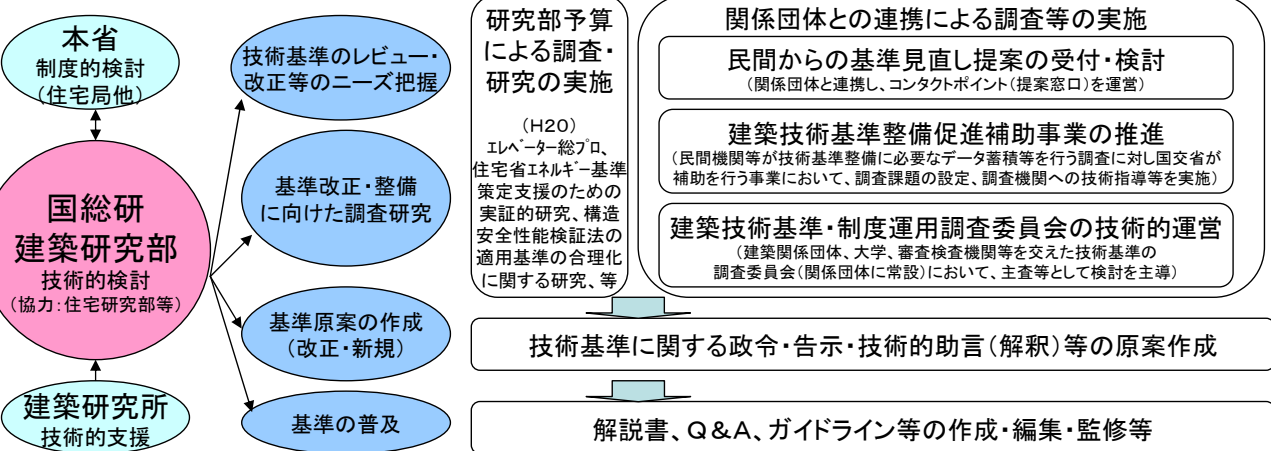 本省
制度的検討
(住宅局他)
国総研
建築研究部
技術的検討
(協力:住宅研究部等)
建築研究所
技術的支援
技術基準のレビュー・
改正等のニーズ把握
基準改正・整備
に向けた調査研究
基準原案の作成
(改正・新規)
基準の普及
研究部予算
による調査・
研究の実施
(H20)
エレベーター総プロ、
住宅省エネルギー基準
策定支援のための
実証的研究、構造
安全性能検証法の
適用基準の合理化
に関する研究、等
関係団体との連携による調査等の実施
民間からの基準見直し提案の受付・検討
(関係団体と連携し、コンタクトポイント(提案窓口)を運営)
建築技術基準整備促進補助事業の推進
(民間機関等が技術基準整備に必要なデータ蓄積等を行う調査に対し国交省が
補助を行う事業において、調査課題の設定、調査機関への技術指導等を実施)
建築技術基準・制度運用調査委員会の技術的運営
(建築関係団体、大学、審査検査機関等を交えた技術基準の
調査委員会(関係団体に常設)において、主査等として検討を主導)
技術基準に関する政令・告示・技術的助言(解釈)等の原案作成
解説書、Q&A、ガイドライン等の作成・編集・監修等